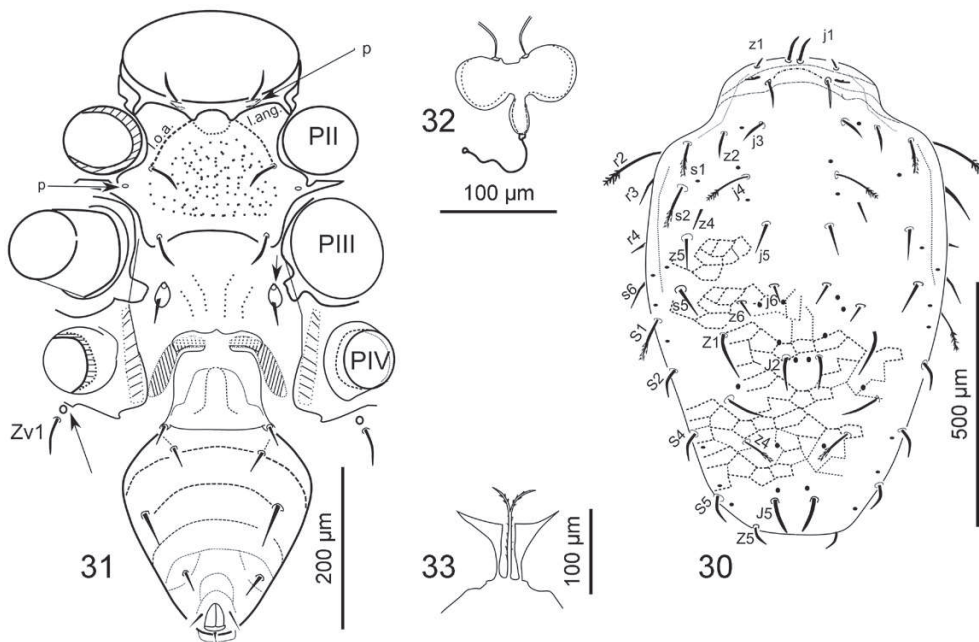 p
l.o.a.
l.ang.
PII
p
PIII
PIV
Zv1
31
200 µm
32
100 µm
33
100 µm
z1
j1
r2
s1
z2
j3
r3
s2
z4
j4
r4
z5
j5
s6
s5
z6
j6
S1
Z1
J2
S2
S4
z4
S5
J5
Z5
500 µm
30